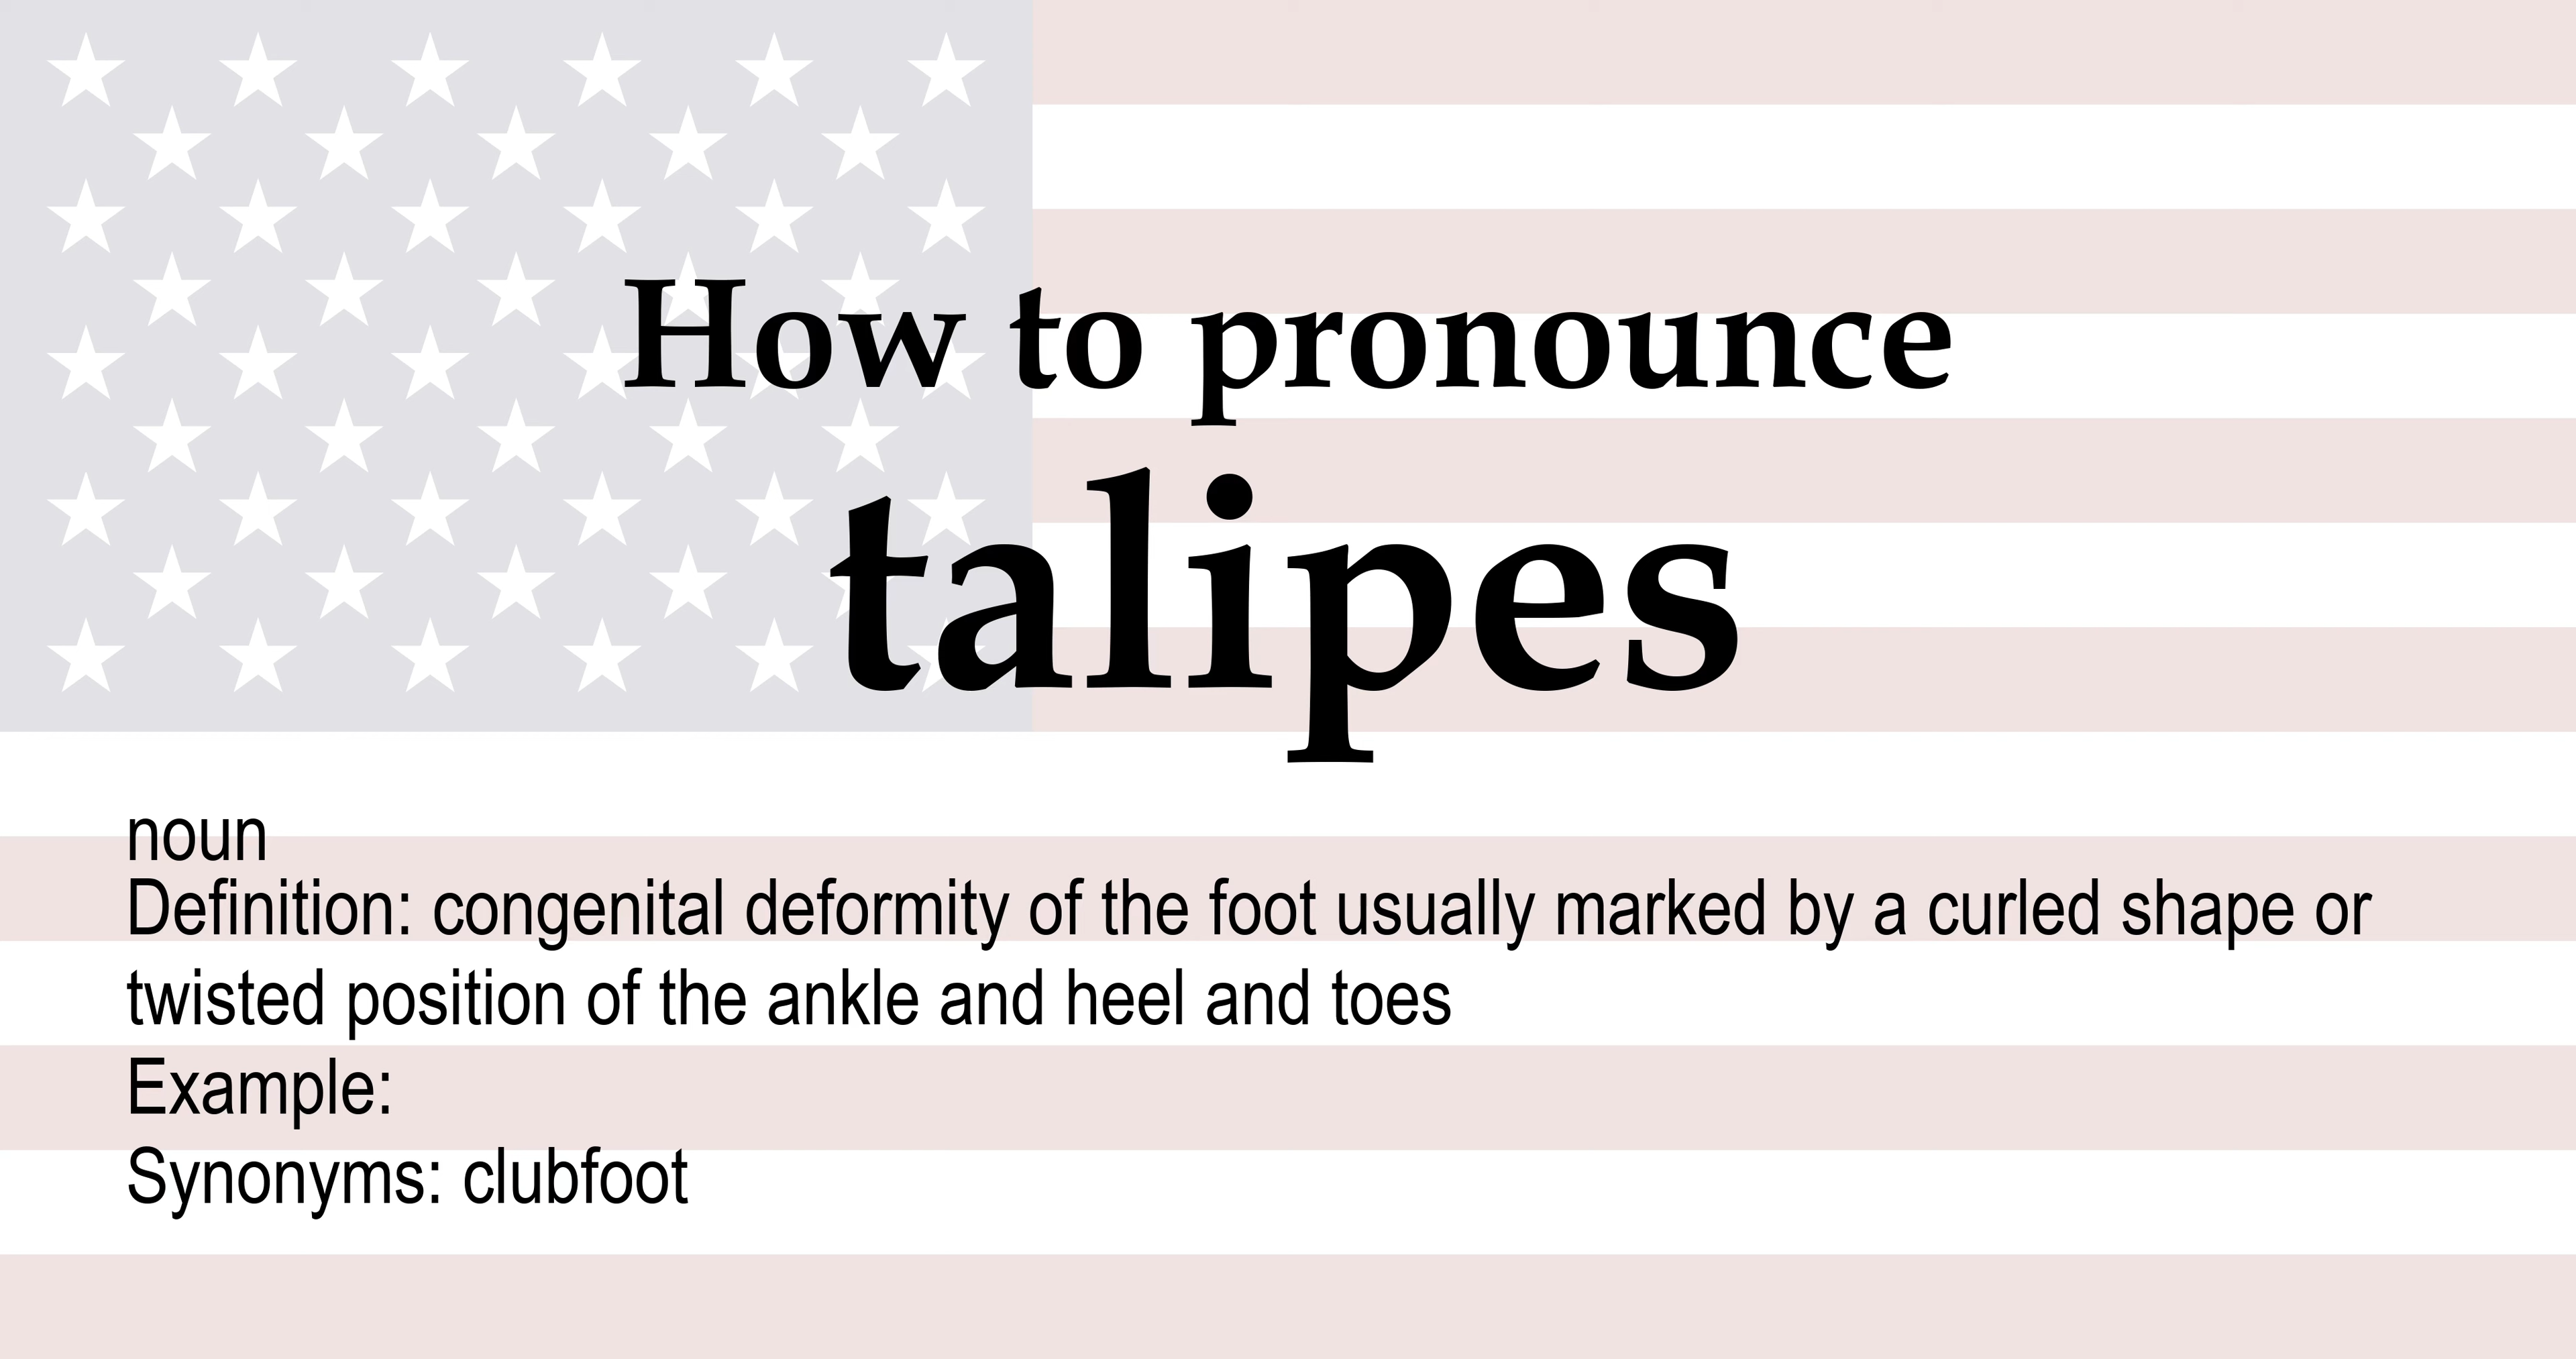 How to pronounce
talipes
noun
Definition: congenital deformity of the foot usually marked by a curled shape or
twisted position of the ankle and heel and toes
Example:
Synonyms: clubfoot